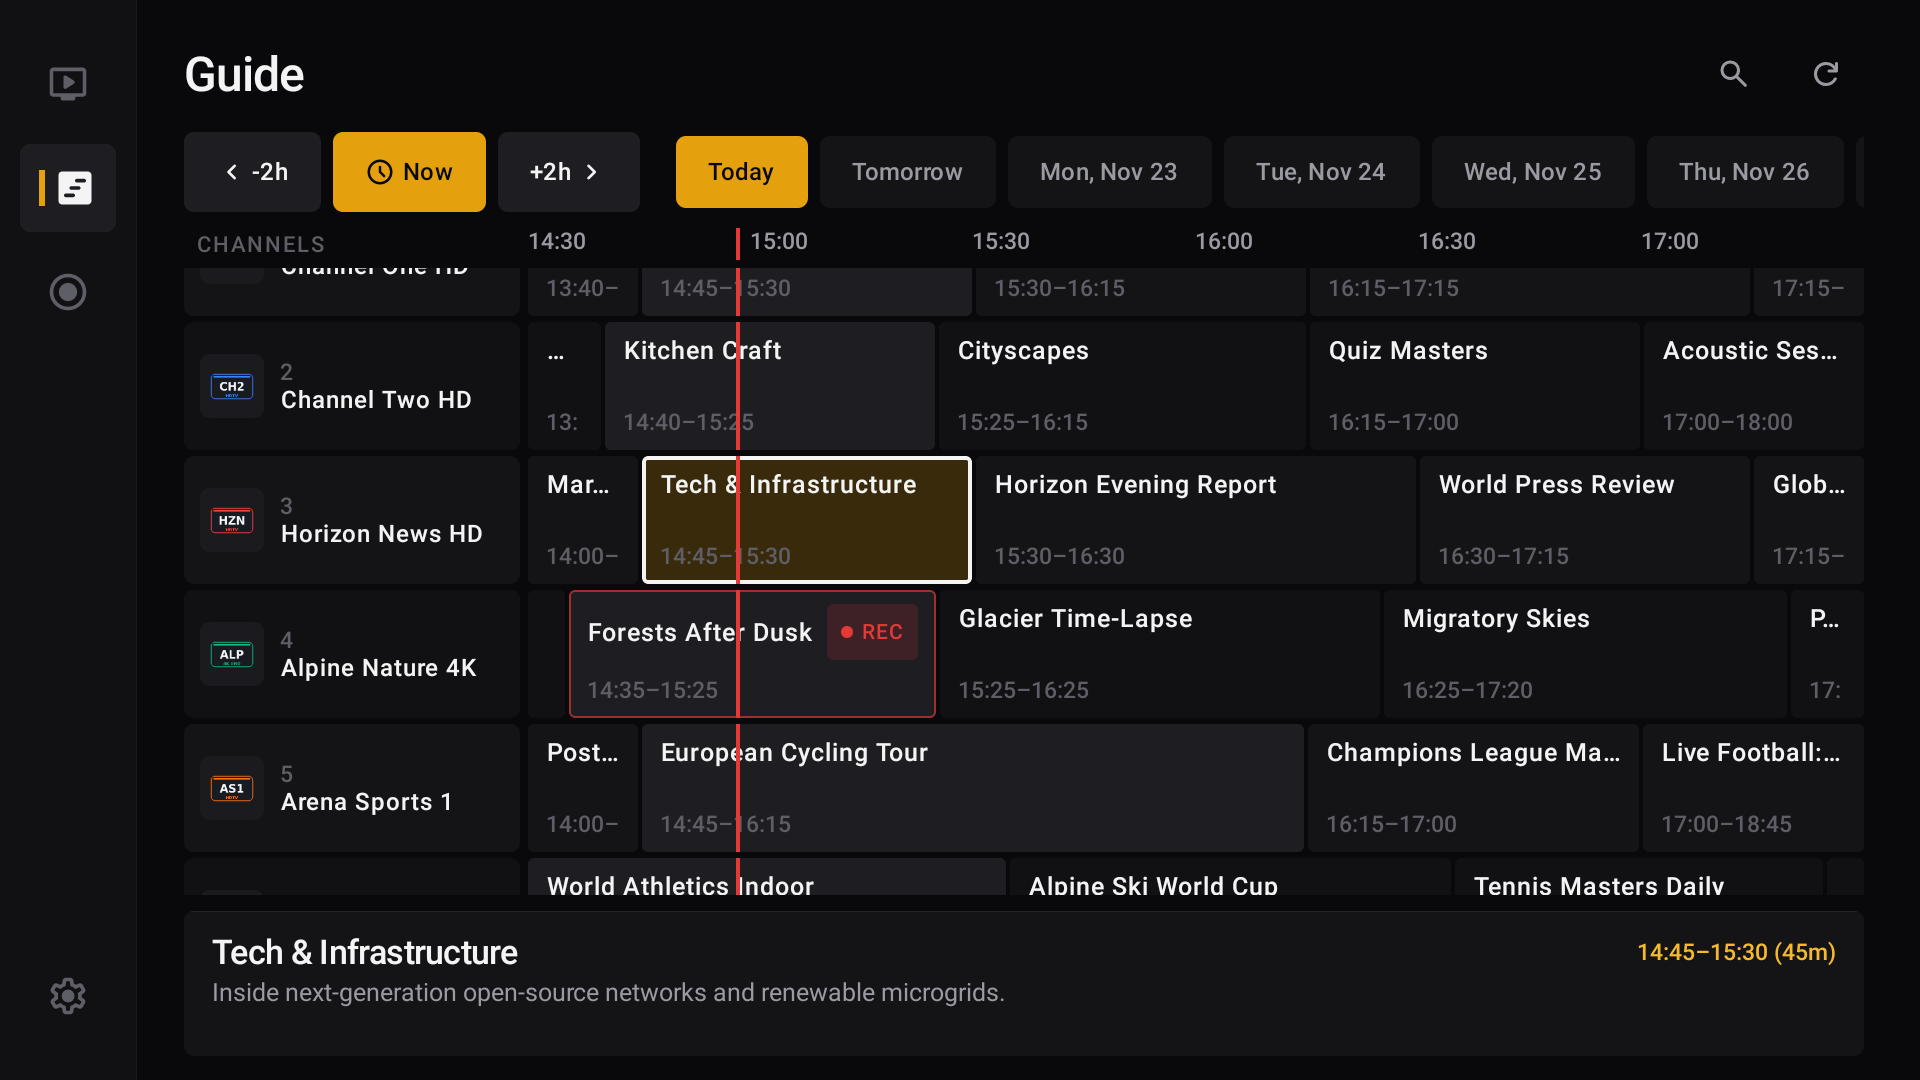 Guide
-2h
Now
+2h
Today
Tomorrow
Mon, Nov 23
Tue, Nov 24
Wed, Nov 25
Thu, Nov 26
CHANNELS
14:30
15:00
15:30
16:00
16:30
17:00
Channel One HD
13:40–
14:45–15:30
15:30–16:15
16:15–17:15
17:15–
CH2
HDTV
2
Channel Two HD
...
13:
Kitchen Craft
14:40–15:25
Cityscapes
15:25–16:15
Quiz Masters
16:15–17:00
Acoustic Ses...
17:00–18:00
HZN
HDTV
3
Horizon News HD
Mar...
14:00–
Tech & Infrastructure
14:45–15:30
Horizon Evening Report
15:30–16:30
World Press Review
16:30–17:15
Glob...
17:15–
ALP
4
Alpine Nature 4K
Forests After Dusk
REC
14:35–15:25
Glacier Time-Lapse
15:25–16:25
Migratory Skies
16:25–17:20
P...
17:
AS1
HDTV
5
Arena Sports 1
Post...
14:00–
European Cycling Tour
14:45–16:15
Champions League Ma...
16:15–17:00
Live Football:...
17:00–18:45
World Athletics Indoor
Alpine Ski World Cup
Tennis Masters Daily
Tech & Infrastructure
14:45–15:30 (45m)
Inside next-generation open-source networks and renewable microgrids.